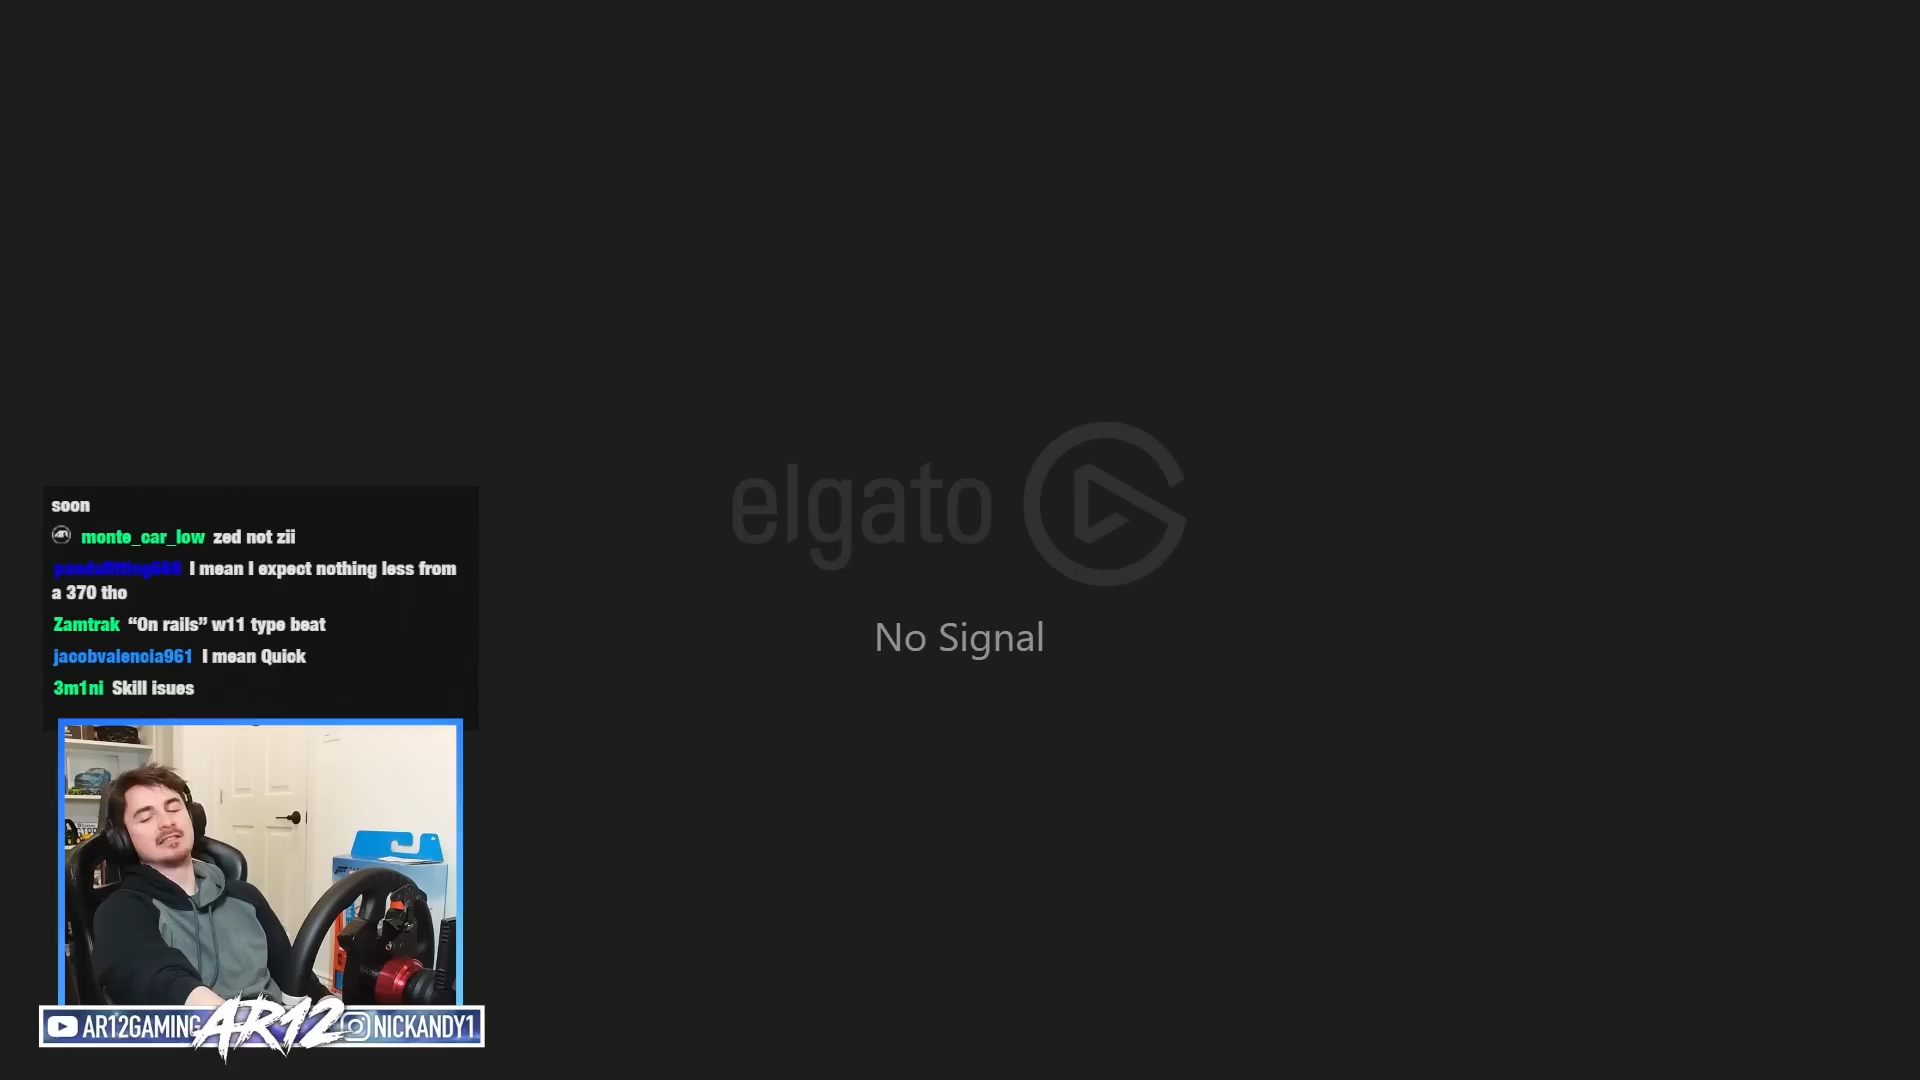 elgato
No Signal
soon
monte_car_low zed not zii
I mean I expect nothing less from
a 370 tho
Zamtrak “On rails” w11 type beat
jacobvalencia961 I mean Quick
3m1ni Skill isues
AR12GAMING AR12 NICKANDY1